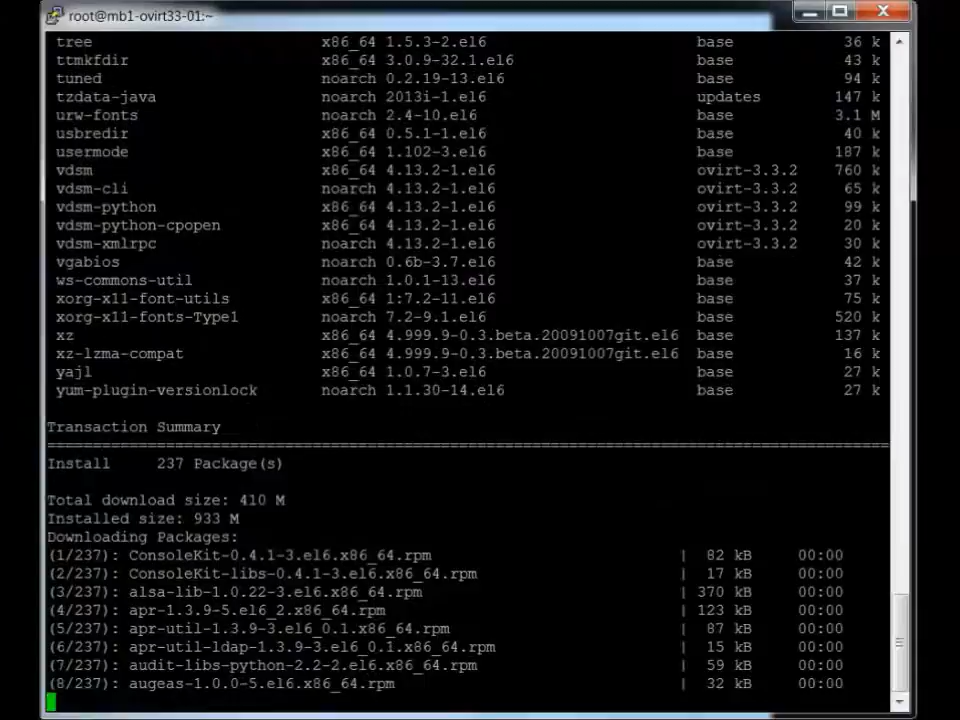 root@mb1-ovirt33-01:~
tree x86_64 1.5.3-2.el6 base 36 k
ttmkfdir x86_64 3.0.9-32.1.el6 base 43 k
tuned noarch 0.2.19-13.el6 base 94 k
tzdata-java noarch 2013i-1.el6 updates 147 k
urw-fonts noarch 2.4-10.el6 base 3.1 M
usbredir x86_64 0.5.1-1.el6 base 40 k
usermode x86_64 1.102-3.el6 base 187 k
vdsm x86_64 4.13.2-1.el6 ovirt-3.3.2 760 k
vdsm-cli noarch 4.13.2-1.el6 ovirt-3.3.2 65 k
vdsm-python x86_64 4.13.2-1.el6 ovirt-3.3.2 99 k
vdsm-python-cpopen x86_64 4.13.2-1.el6 ovirt-3.3.2 20 k
vdsm-xmlrpc noarch 4.13.2-1.el6 ovirt-3.3.2 30 k
vgabios noarch 0.6b-3.7.el6 base 42 k
ws-commons-util noarch 1.0.1-13.el6 base 37 k
xorg-x11-font-utils x86_64 1:7.2-11.el6 base 75 k
xorg-x11-fonts-Type1 noarch 7.2-9.1.el6 base 520 k
xz x86_64 4.999.9-0.3.beta.20091007git.el6 base 137 k
xz-lzma-compat x86_64 4.999.9-0.3.beta.20091007git.el6 base 16 k
yajl x86_64 1.0.7-3.el6 base 27 k
yum-plugin-versionlock noarch 1.1.30-14.el6 base 27 k
Transaction Summary
================================================================================
Install 237 Package(s)
Total download size: 410 M
Installed size: 933 M
Downloading Packages:
(1/237): ConsoleKit-0.4.1-3.el6.x86_64.rpm | 82 kB 00:00
(2/237): ConsoleKit-libs-0.4.1-3.el6.x86_64.rpm | 17 kB 00:00
(3/237): alsa-lib-1.0.22-3.el6.x86_64.rpm | 370 kB 00:00
(4/237): apr-1.3.9-5.el6_2.x86_64.rpm | 123 kB 00:00
(5/237): apr-util-1.3.9-3.el6_0.1.x86_64.rpm | 87 kB 00:00
(6/237): apr-util-ldap-1.3.9-3.el6_0.1.x86_64.rpm | 15 kB 00:00
(7/237): audit-libs-python-2.2-2.el6.x86_64.rpm | 59 kB 00:00
(8/237): augeas-1.0.0-5.el6.x86_64.rpm | 32 kB 00:00